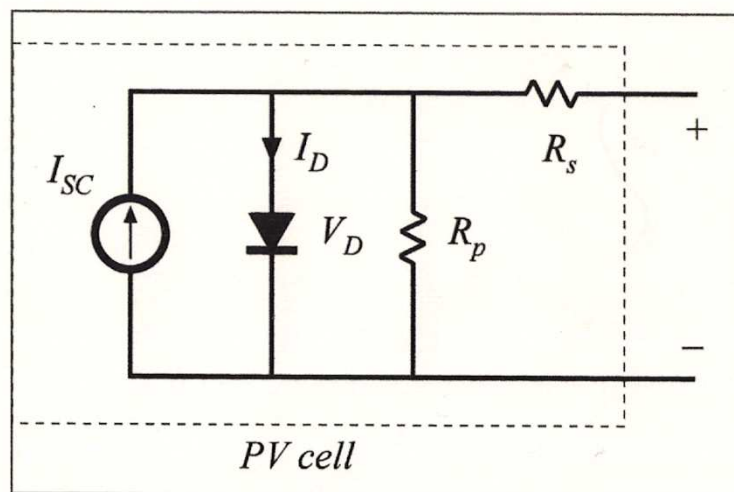 I_SC
I_D
V_D
R_p
R_s
+
−
PV cell